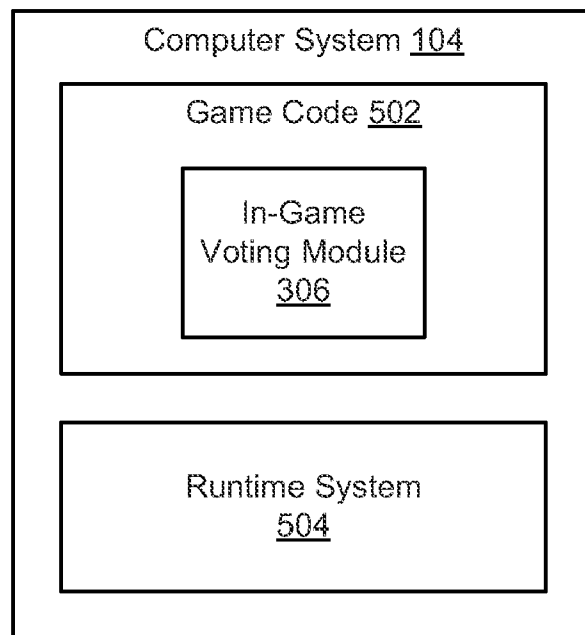 Computer System 104
Game Code 502
In-Game
Voting Module
306
Runtime System
504